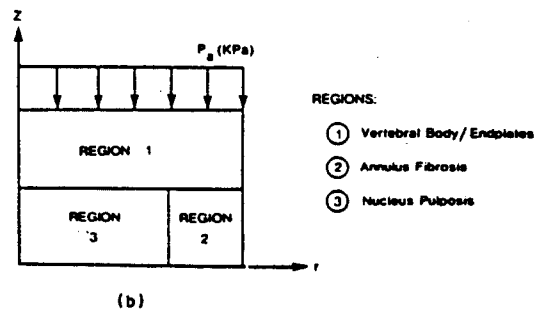 Z
Pa (KPa)
REGIONS:
1 Vertebral Body/Endplates
2 Annulus Fibrosis
3 Nucleus Pulposis
REGION 1
REGION 3
REGION 2
r
(b)